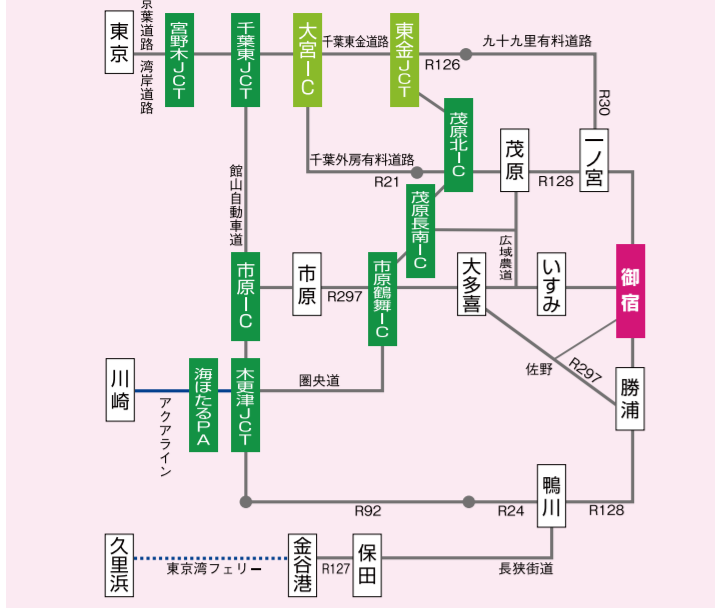 京葉道路
湾岸道路
東京
宮野木JCT
千葉東JCT
大宮IC
千葉東金道路
東金JCT
R126
九十九里有料道路
R30
茂原北IC
千葉外房有料道路
R21
茂原
R128
一ノ宮
館山自動車道
茂原長南IC
広域農道
市原IC
市原
R297
市原鶴舞IC
大多喜
いすみ
御宿
川崎
アクアライン
海ほたるPA
木更津JCT
圏央道
佐野
R297
勝浦
R92
R24
鴨川
R128
久里浜
東京湾フェリー
金谷港
R127
保田
長狭街道